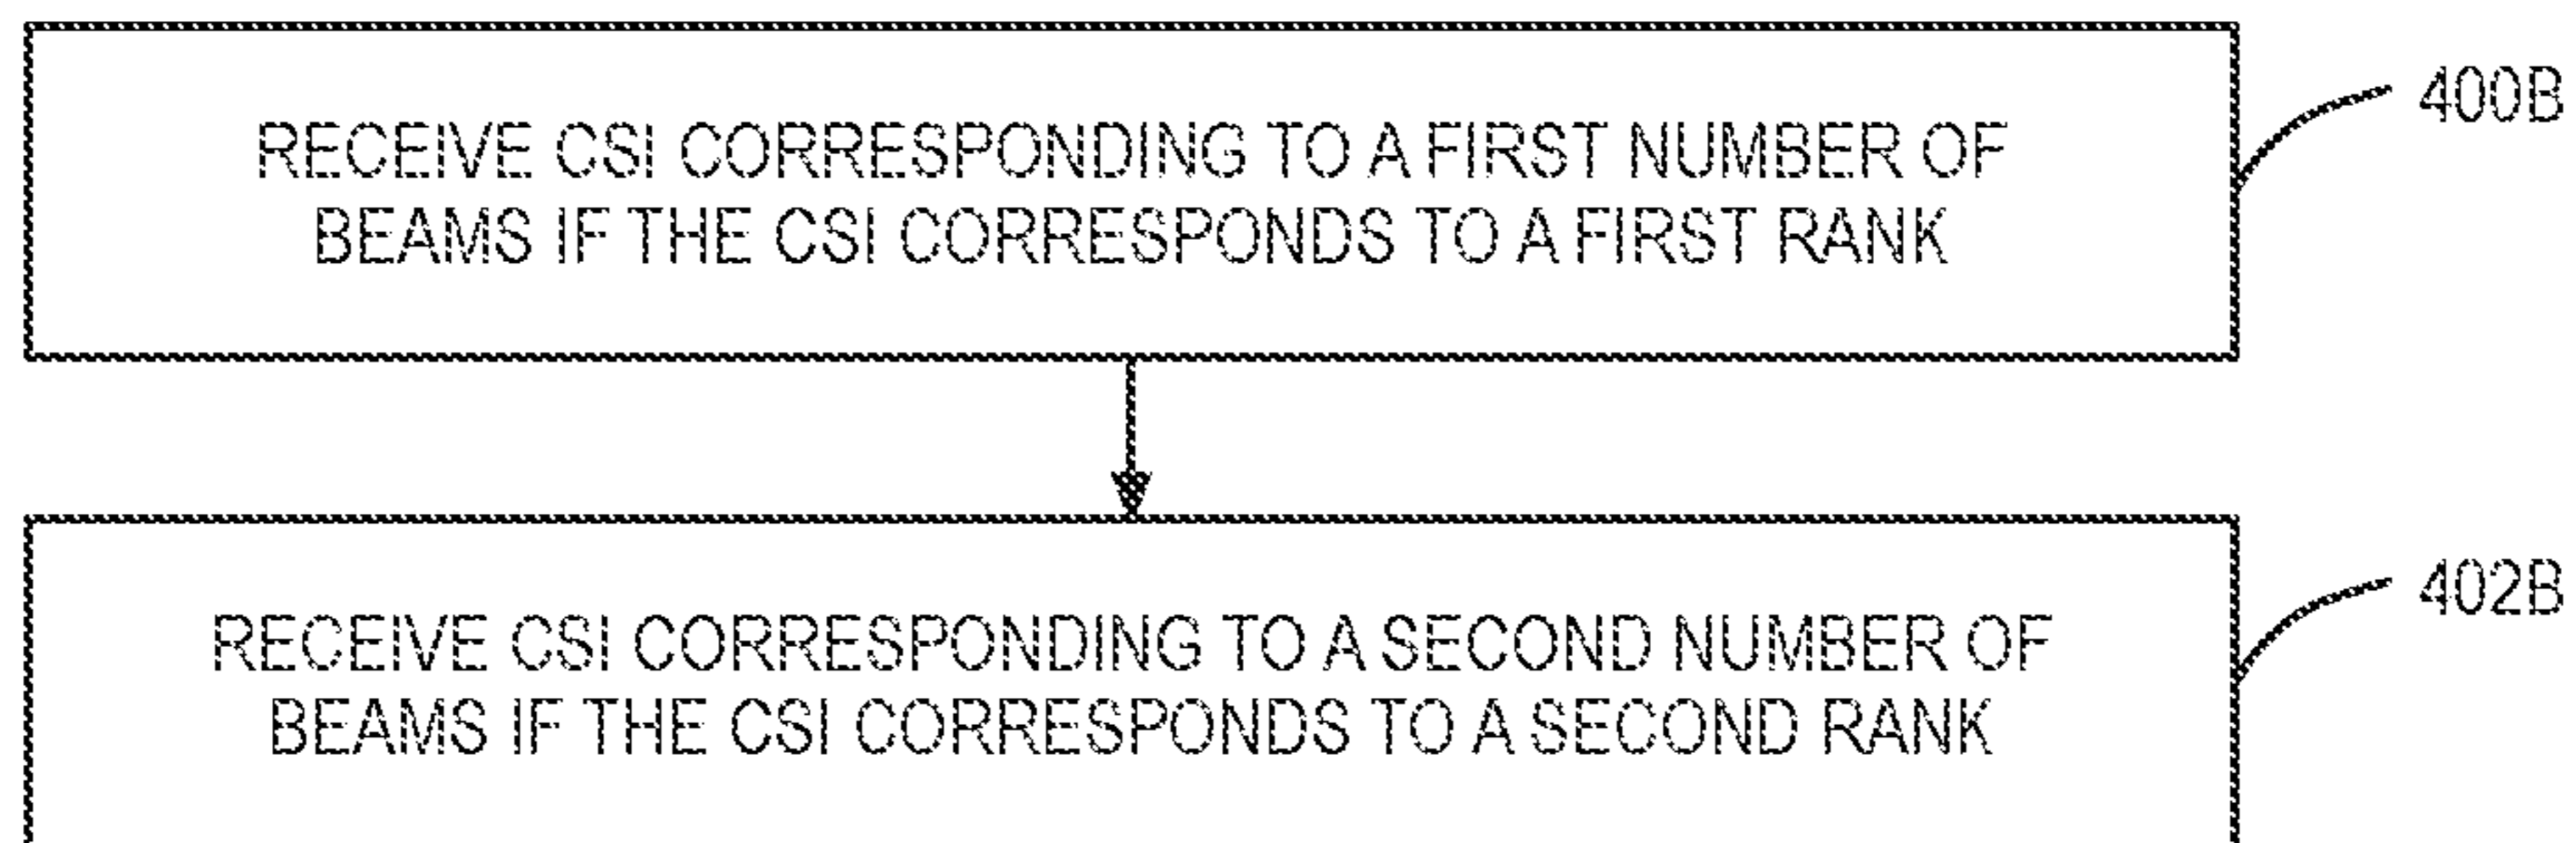 RECEIVE CSI CORRESPONDING TO A FIRST NUMBER OF
BEAMS IF THE CSI CORRESPONDS TO A FIRST RANK
400B
RECEIVE CSI CORRESPONDING TO A SECOND NUMBER OF
BEAMS IF THE CSI CORRESPONDS TO A SECOND RANK
402B